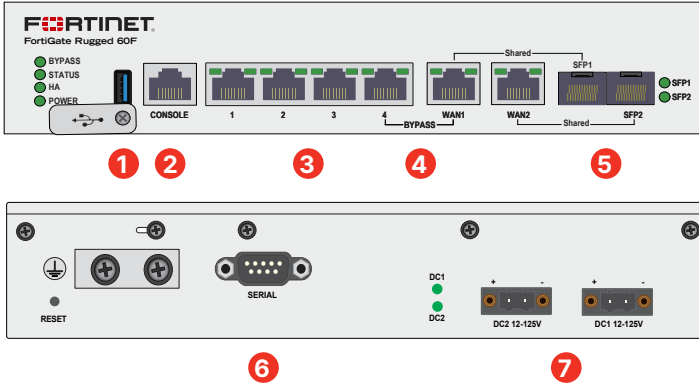 FORTINET
FortiGate Rugged 60F
BYPASS
STATUS
HA
POWER
CONSOLE
1
2
3
4
BYPASS
WAN1
WAN2
Shared
SFP1
Shared
SFP2
SFP1
SFP2
1
2
3
4
5
RESET
SERIAL
DC1
DC2
+ -
DC2 12-125V
+ -
DC1 12-125V
6
7